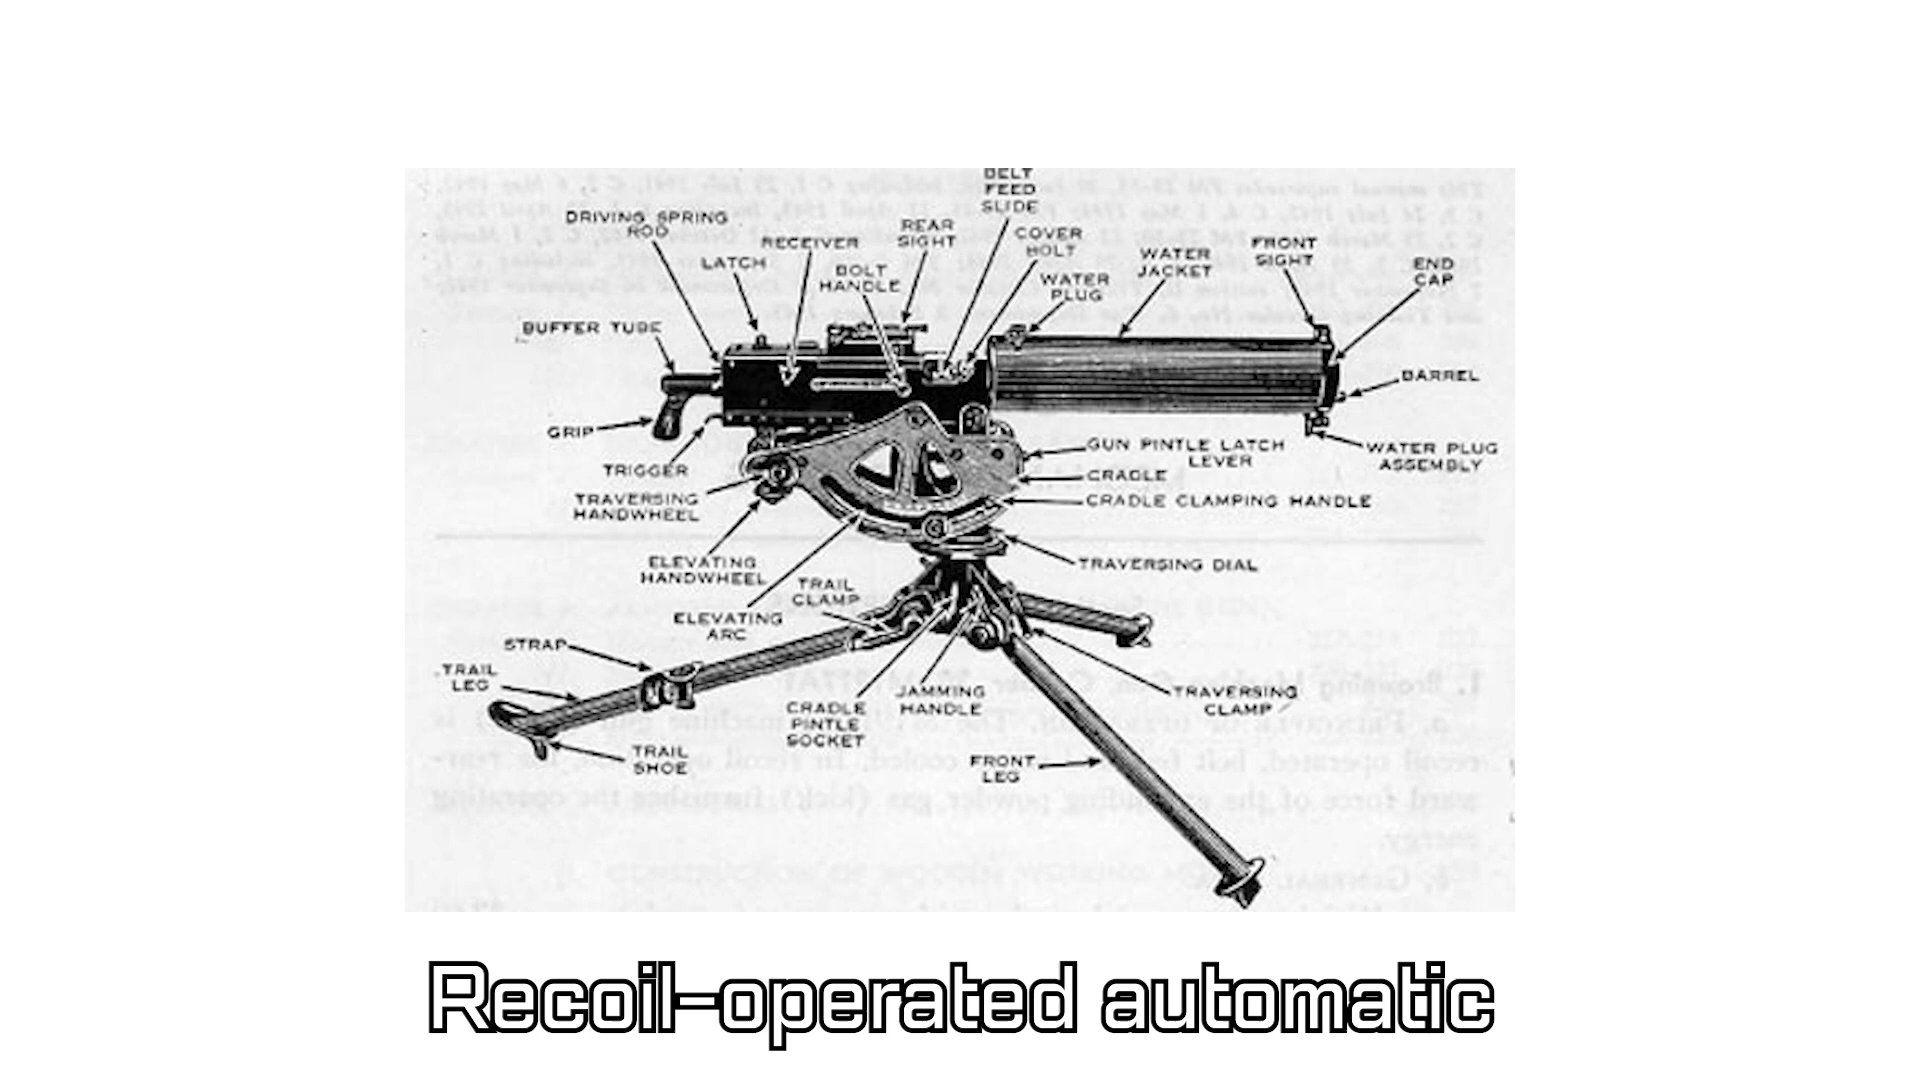 BELT
FEED
SLIDE
DRIVING SPRING
ROD
RECEIVER
REAR
SIGHT
COVER
BOLT
LATCH
BOLT
HANDLE
WATER
PLUG
WATER
JACKET
FRONT
SIGHT
END
CAP
BUFFER TUBE
BARREL
GRIP
TRIGGER
GUN PINTLE LATCH
LEVER
WATER PLUG
ASSEMBLY
CRADLE
TRAVERSING
HANDWHEEL
CRADLE CLAMPING HANDLE
ELEVATING
HANDWHEEL
TRAIL
CLAMP
TRAVERSING DIAL
ELEVATING
ARC
STRAP
TRAIL
LEG
CRADLE
PINTLE
SOCKET
JAMMING
HANDLE
TRAVERSING
CLAMP
TRAIL
SHOE
FRONT
LEG
Recoil-operated automatic